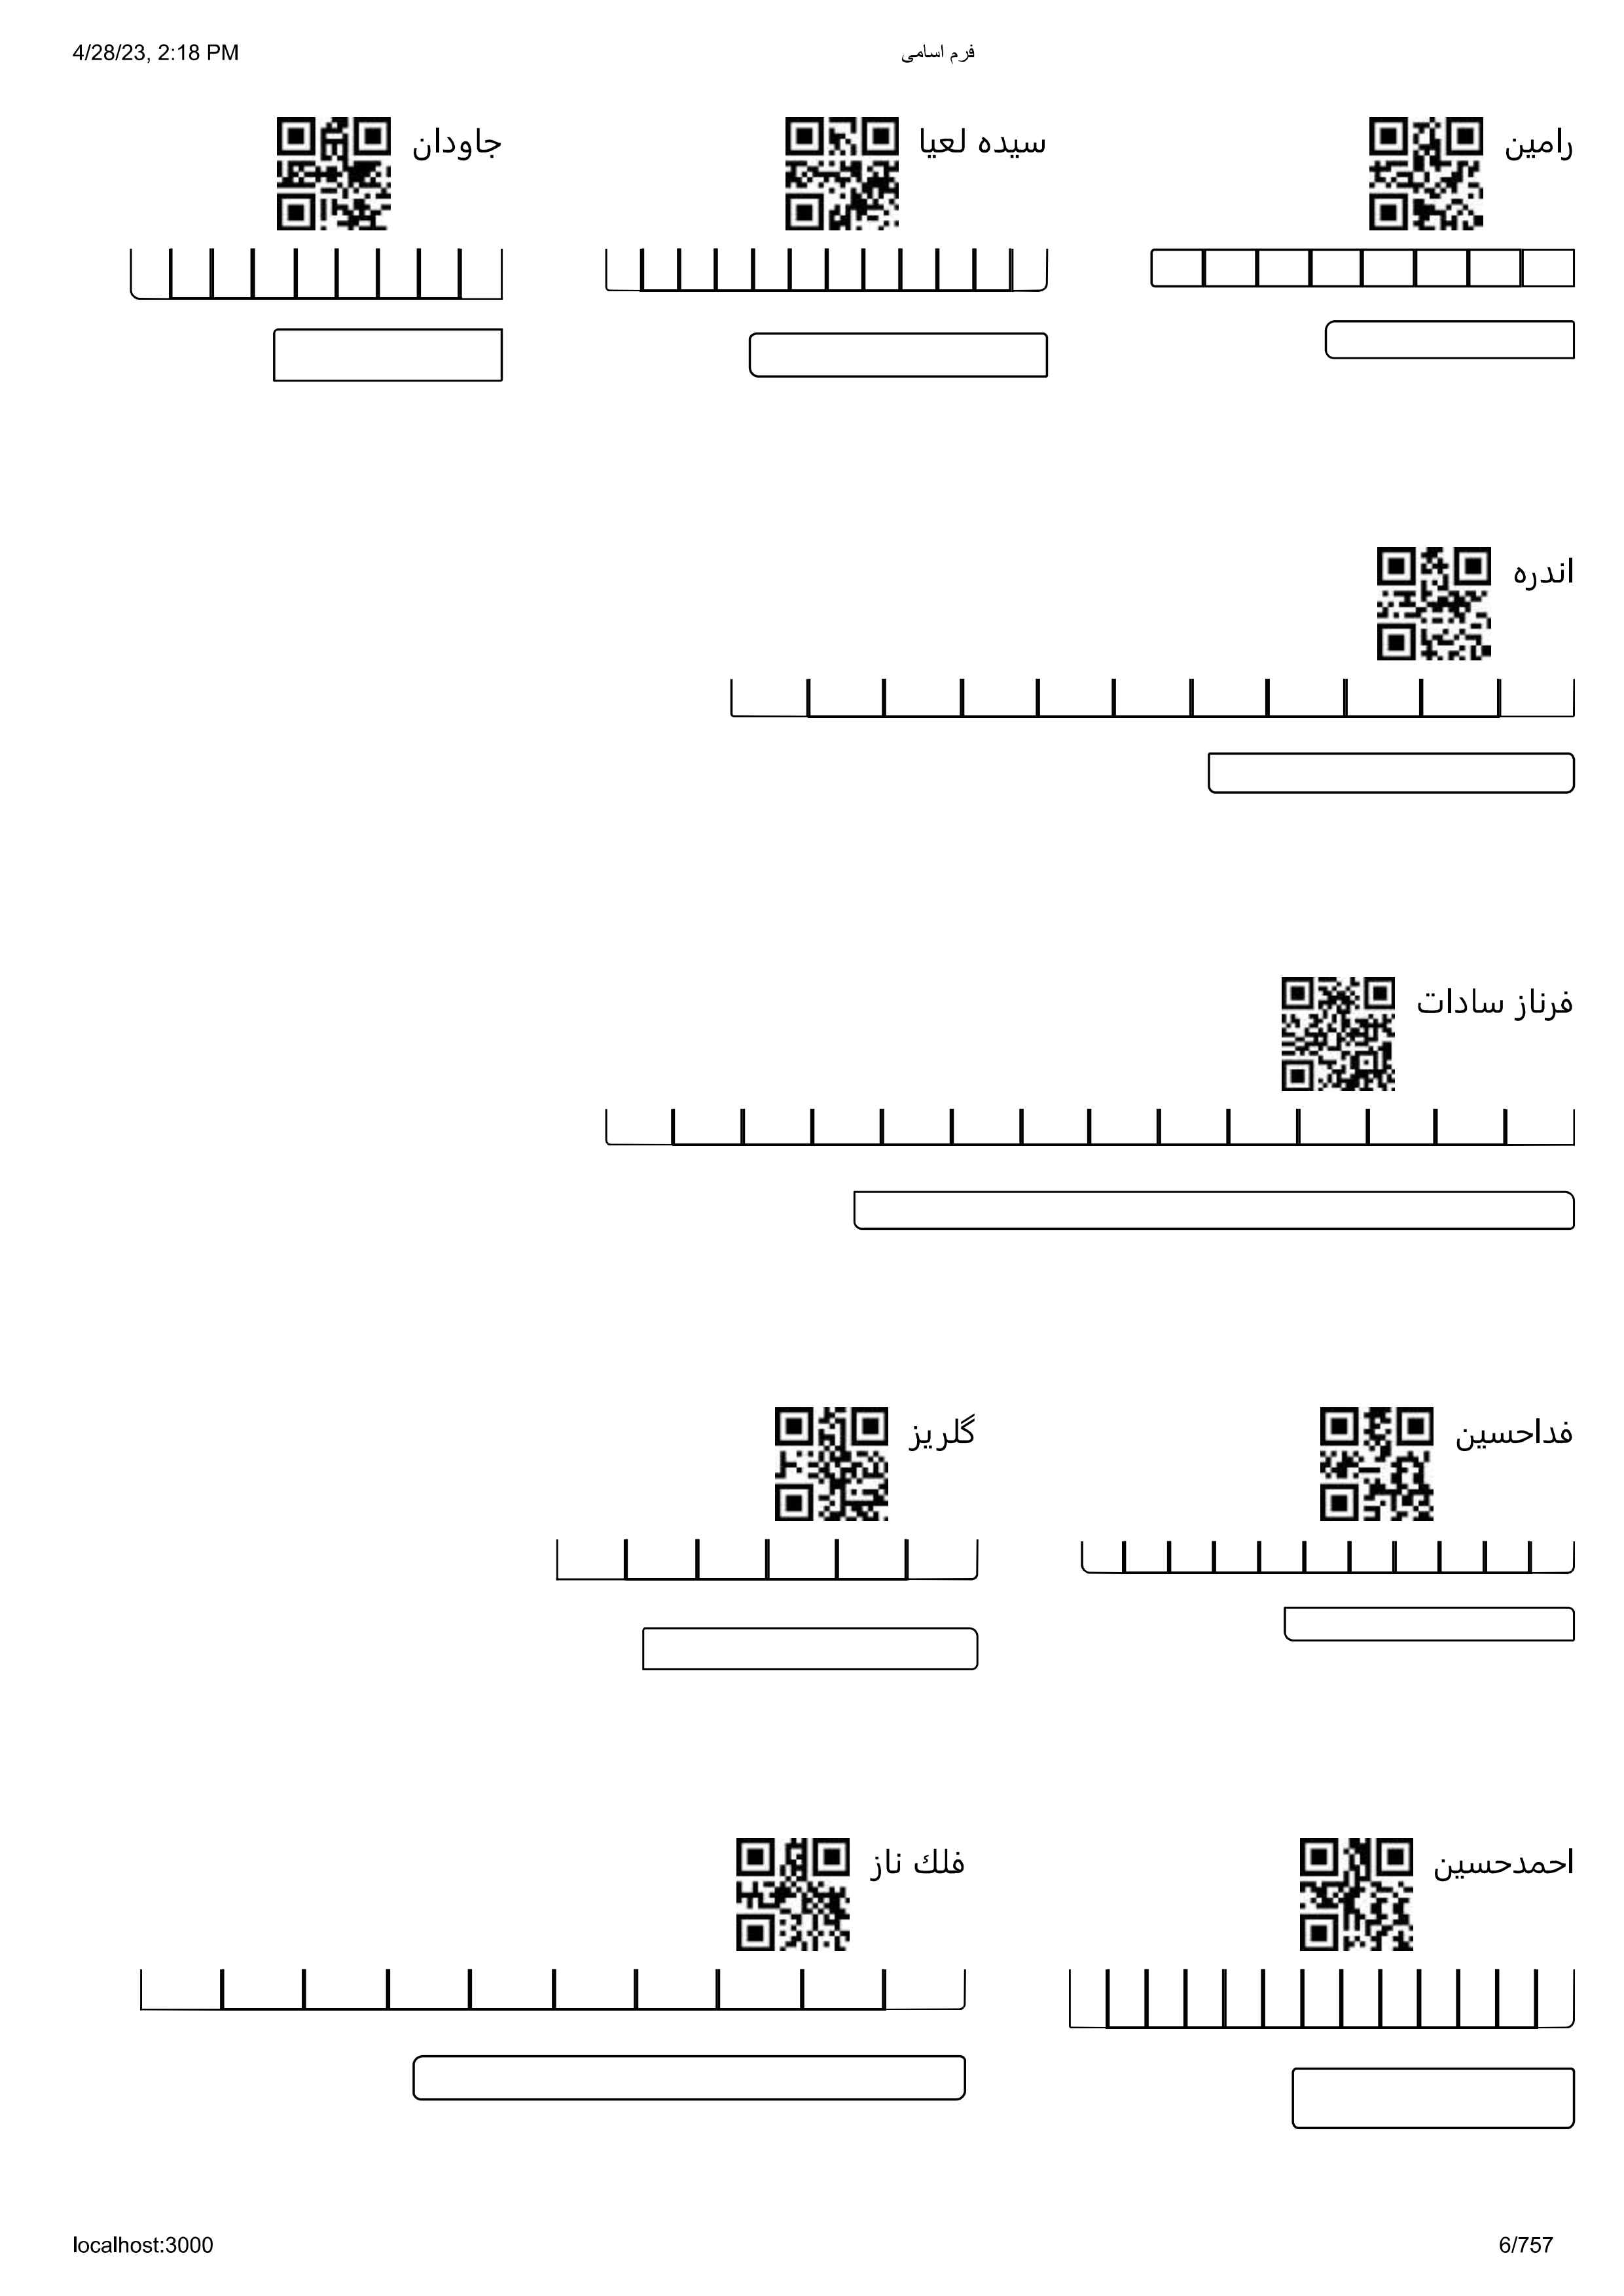 4/28/23, 2:18 PM فرم اسامی
رامین سیده لعیا جاودان
اندره
فرناز سادات
فداحسین گلریز
احمدحسین فلك ناز
localhost:3000 6/757